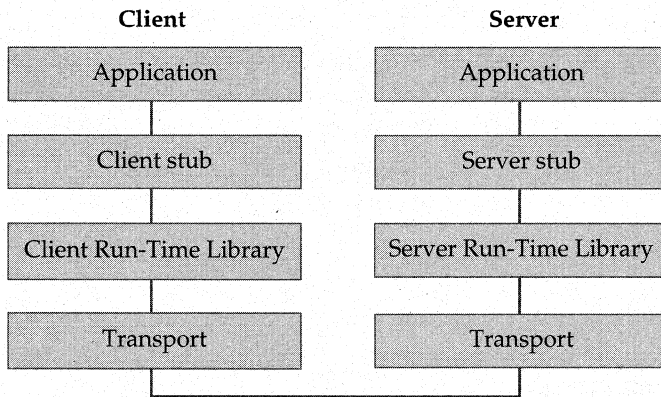 Client
Server
Application
Application
Client stub
Server stub
Client Run-Time Library
Server Run-Time Library
Transport
Transport